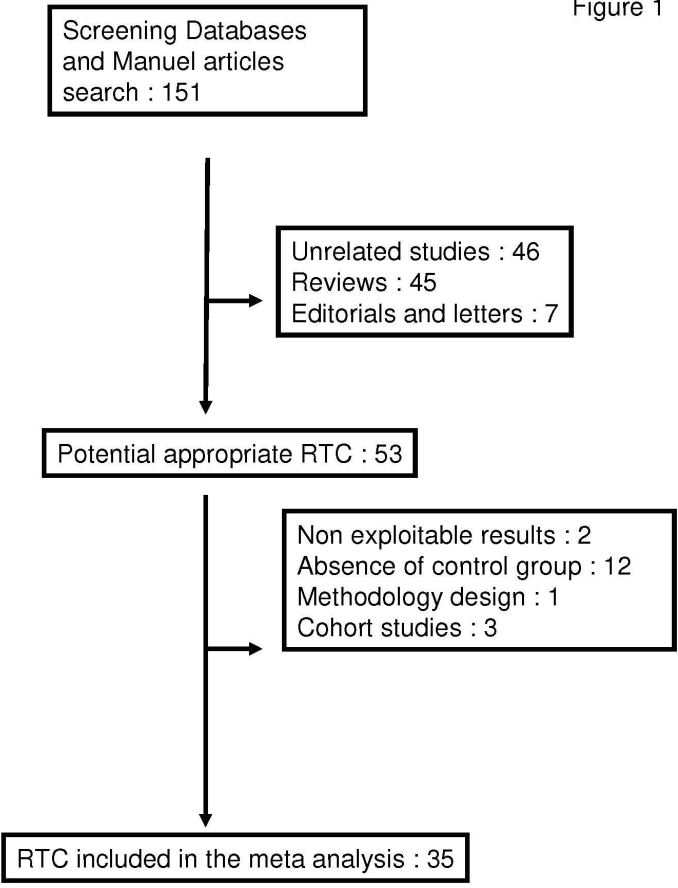 Figure 1
Screening Databases
and Manuel articles
search : 151
Unrelated studies : 46
Reviews : 45
Editorials and letters : 7
Potential appropriate RTC : 53
Non exploitable results : 2
Absence of control group : 12
Methodology design : 1
Cohort studies : 3
RTC included in the meta analysis : 35